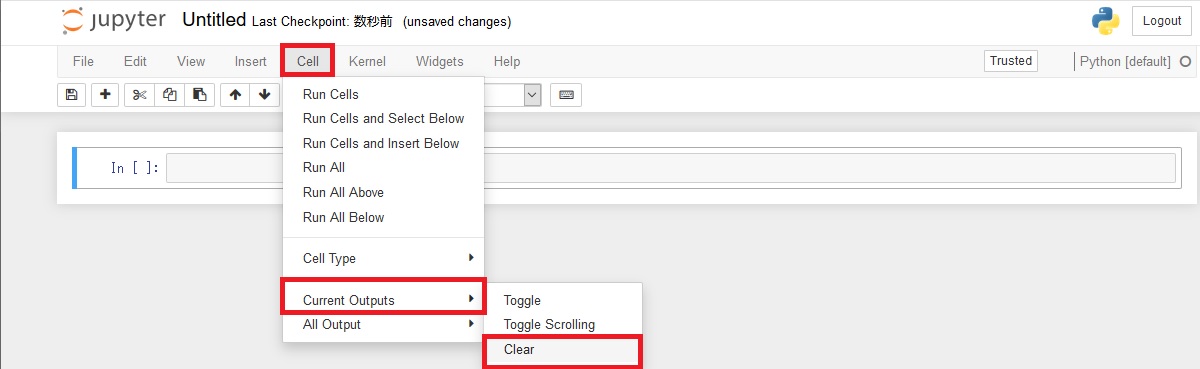 jupyter Untitled Last Checkpoint: 数秒前 (unsaved changes) Logout
File Edit View Insert Cell Kernel Widgets Help Trusted Python [default]
Run Cells
Run Cells and Select Below
Run Cells and Insert Below
In [ ]:
Run All
Run All Above
Run All Below
Cell Type
Current Outputs
All Output
Toggle
Toggle Scrolling
Clear